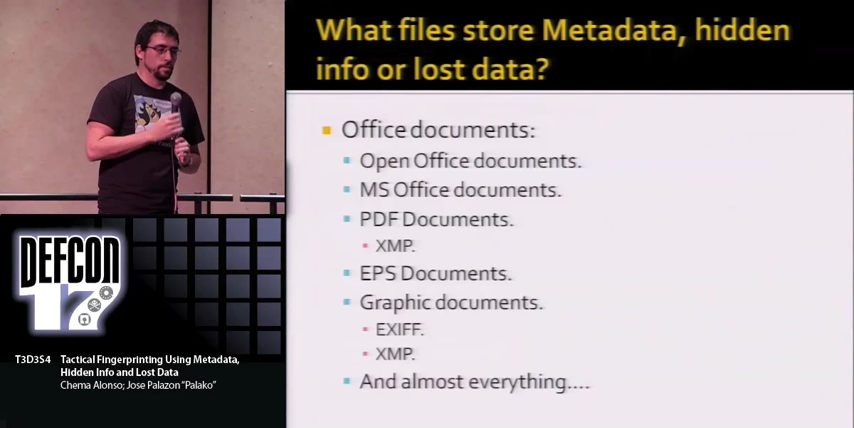 What files store Metadata, hidden
info or lost data?
Office documents:
Open Office documents.
MS Office documents.
PDF Documents.
XMP.
EPS Documents.
Graphic documents.
EXIFF.
XMP.
And almost everything....
DEFCON
17
T3D3S4 Tactical Fingerprinting Using Metadata,
Hidden Info and Lost Data
Chema Alonso; Jose Palazon "Palako"